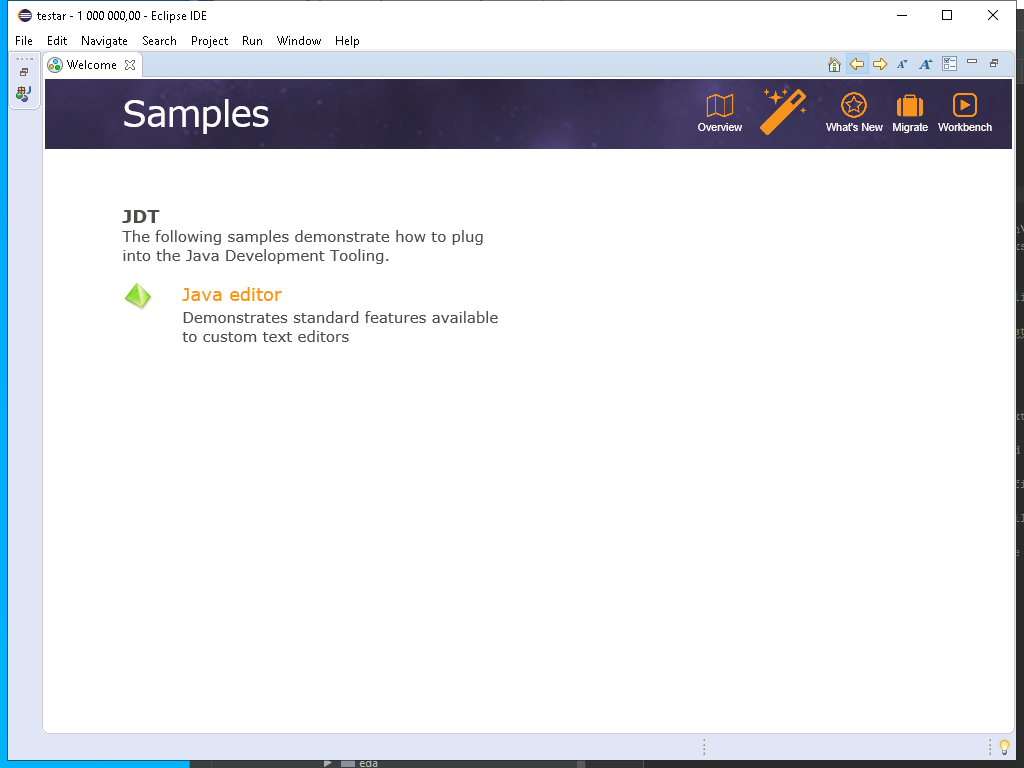 testar - 1 000 000,00 - Eclipse IDE
File Edit Navigate Search Project Run Window Help
Welcome
Samples
Overview
What's New
Migrate
Workbench
JDT
The following samples demonstrate how to plug
into the Java Development Tooling.
Java editor
Demonstrates standard features available
to custom text editors
eda